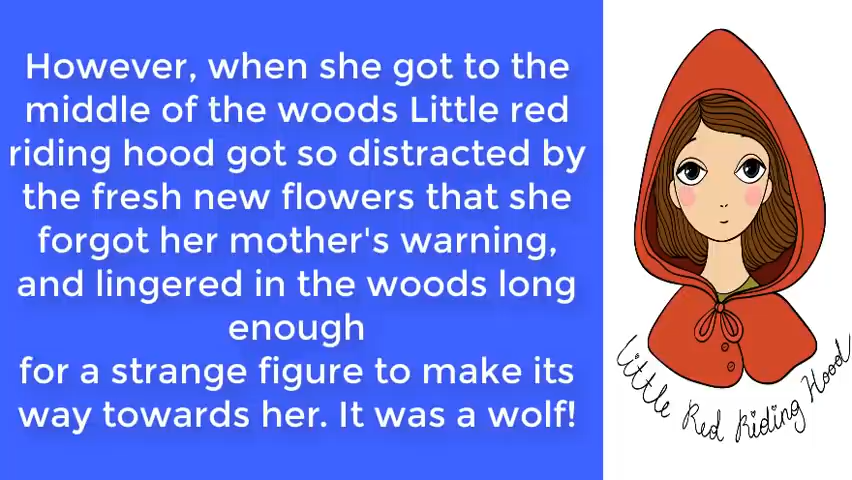 However, when she got to the
middle of the woods Little red
riding hood got so distracted by
the fresh new flowers that she
forgot her mother's warning,
and lingered in the woods long
enough
for a strange figure to make its
way towards her. It was a wolf!
Little Red Riding Hood